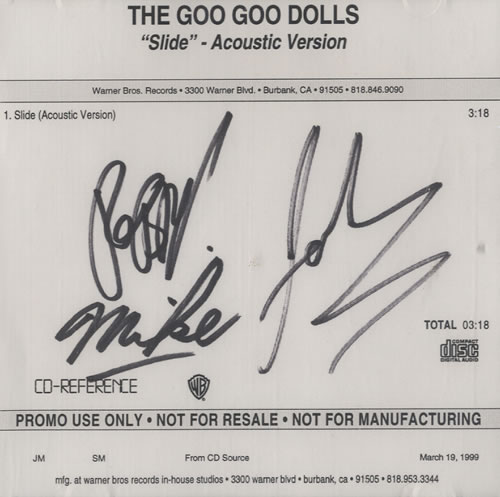 THE GOO GOO DOLLS
"Slide" - Acoustic Version
Warner Bros. Records • 3300 Warner Blvd. • Burbank, CA • 91505 • 818.846.9090
1. Slide (Acoustic Version) 3:18
Robby.
John
Mike
TOTAL 03:18
COMPACT
disc
DIGITAL AUDIO
CD-REFERENCE WB
PROMO USE ONLY • NOT FOR RESALE • NOT FOR MANUFACTURING
JM SM From CD Source March 19, 1999
mfg. at warner bros records in-house studios • 3300 warner blvd • burbank, ca • 91505 • 818.953.3344